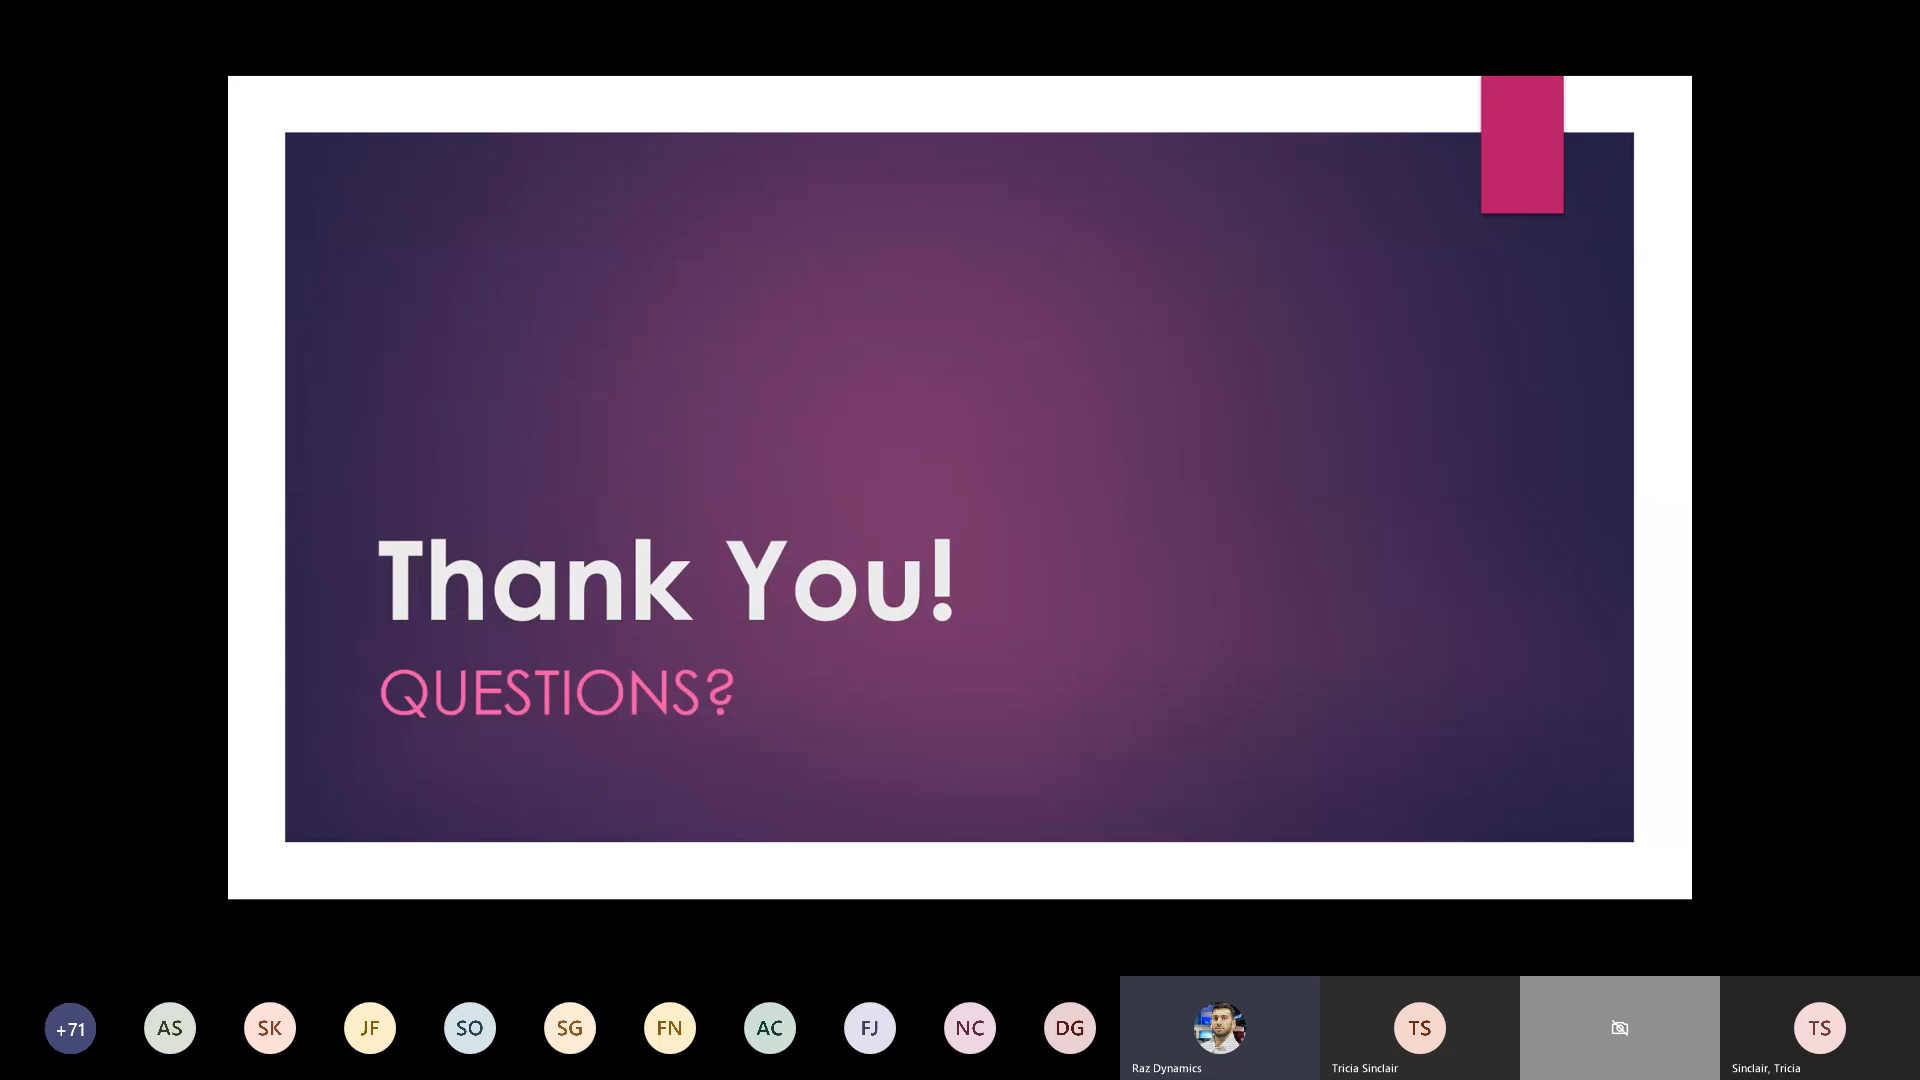 Thank You!
QUESTIONS?
+71
AS
SK
JF
SO
SG
FN
AC
FJ
NC
DG
Raz Dynamics
TS
Tricia Sinclair
TS
Sinclair, Tricia